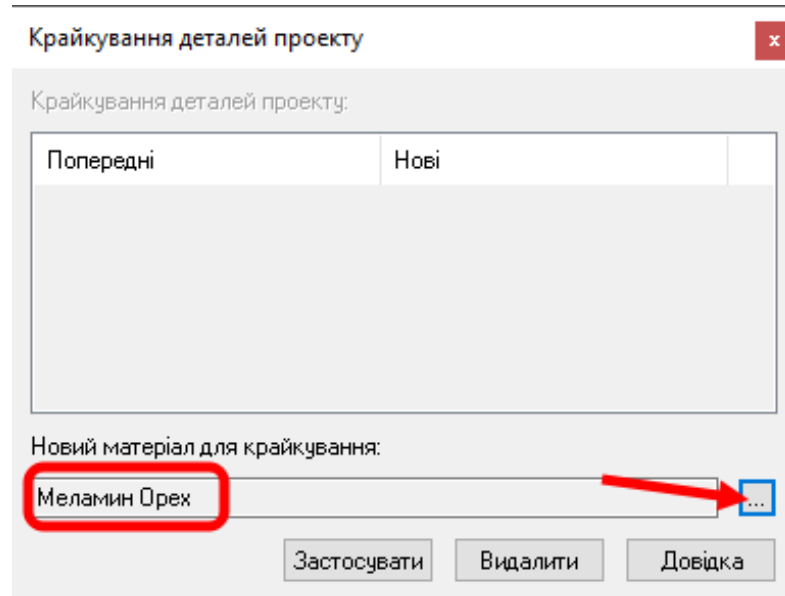 Крайкування деталей проекту
x
Крайкування деталей проекту:
Попередні Нові
Новий матеріал для крайкування:
Меламин Орех ...
Застосувати Видалити Довідка